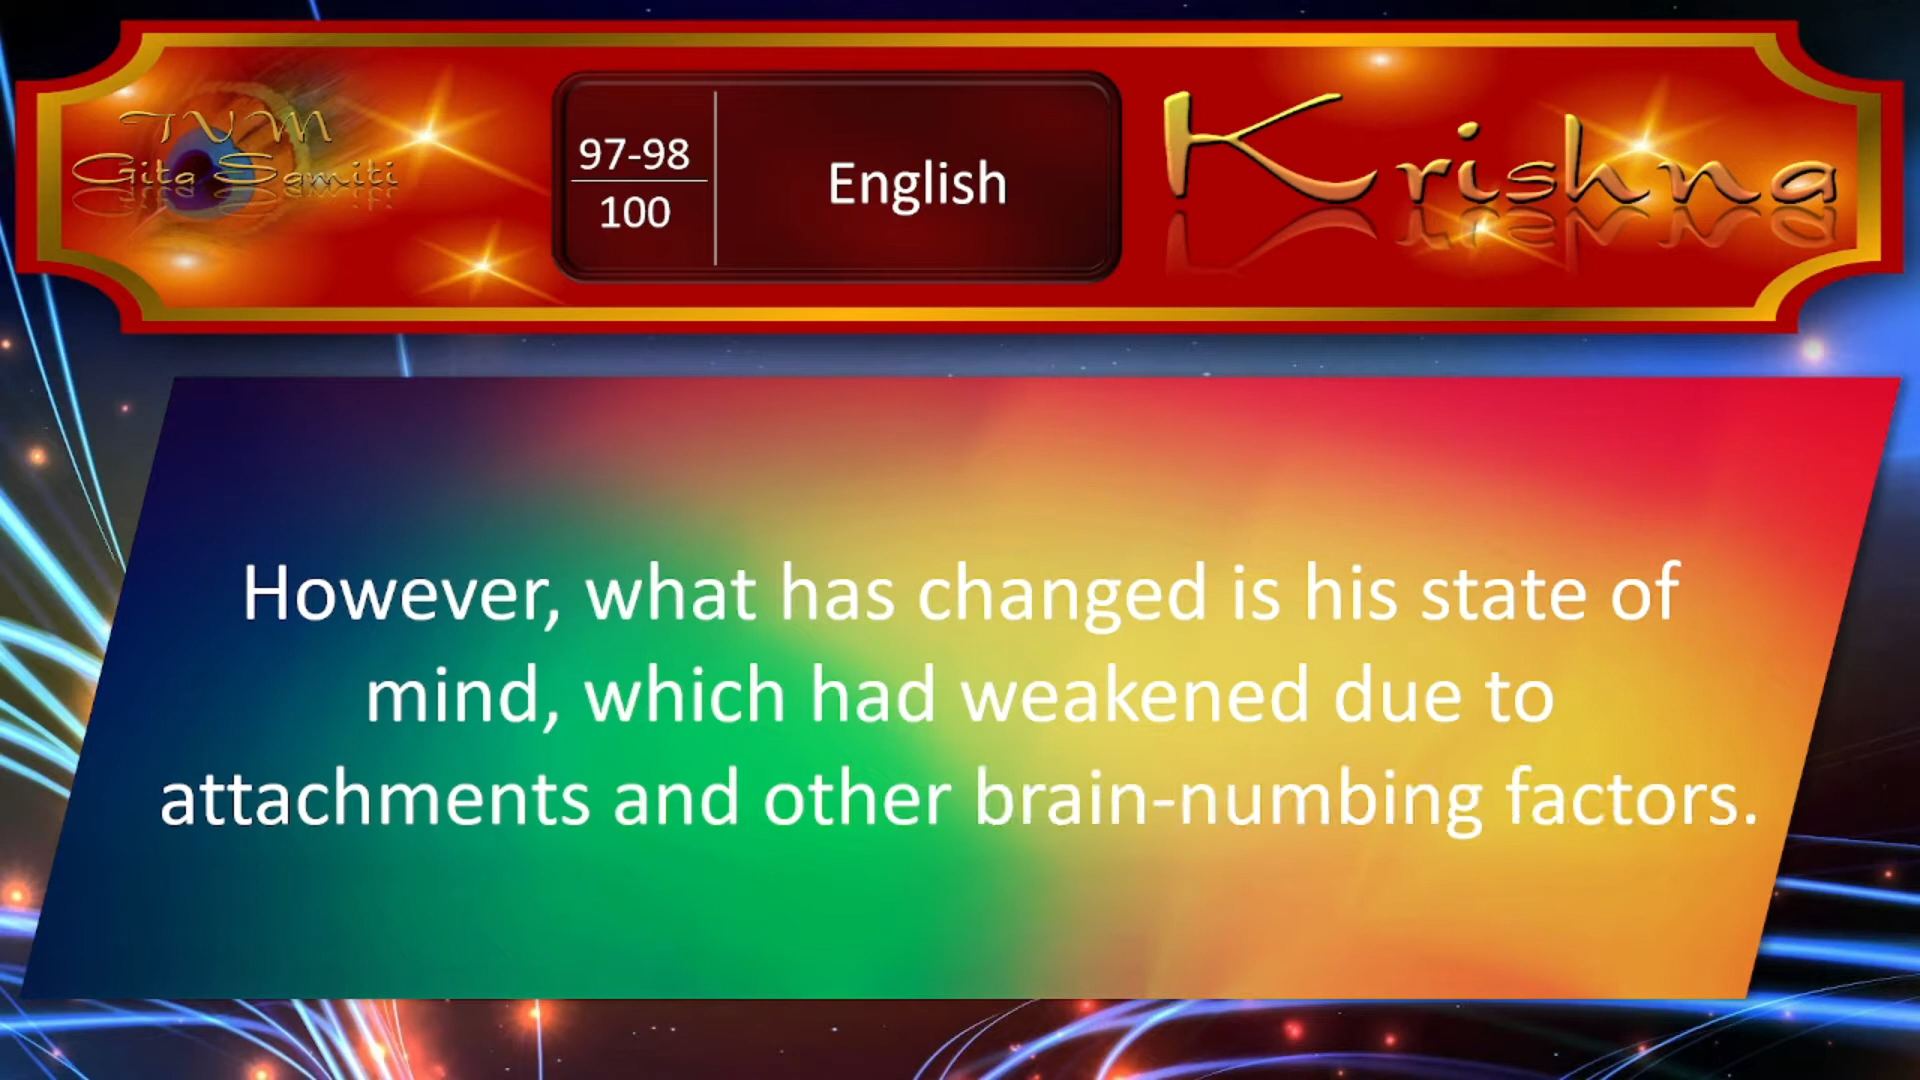 TVM
Gita Samiti
97-98
100
English
Krishna
However, what has changed is his state of
mind, which had weakened due to
attachments and other brain-numbing factors.